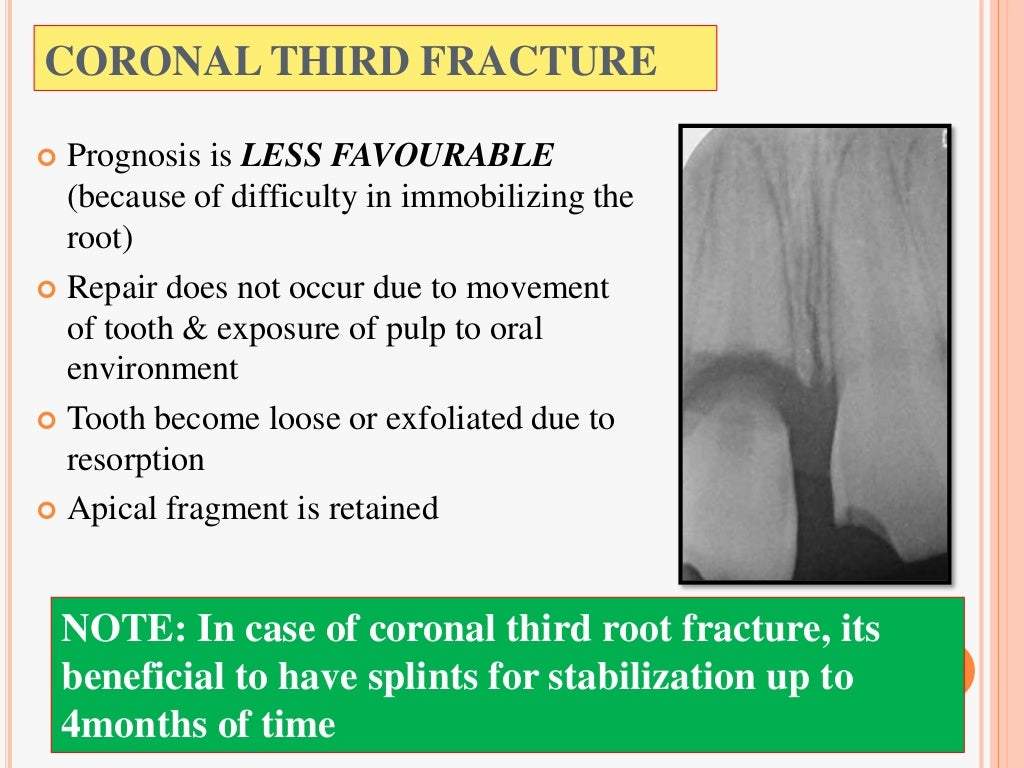 CORONAL THIRD FRACTURE
Prognosis is LESS FAVOURABLE
(because of difficulty in immobilizing the
root)
Repair does not occur due to movement
of tooth & exposure of pulp to oral
environment
Tooth become loose or exfoliated due to
resorption
Apical fragment is retained
NOTE: In case of coronal third root fracture, its
beneficial to have splints for stabilization up to
4months of time